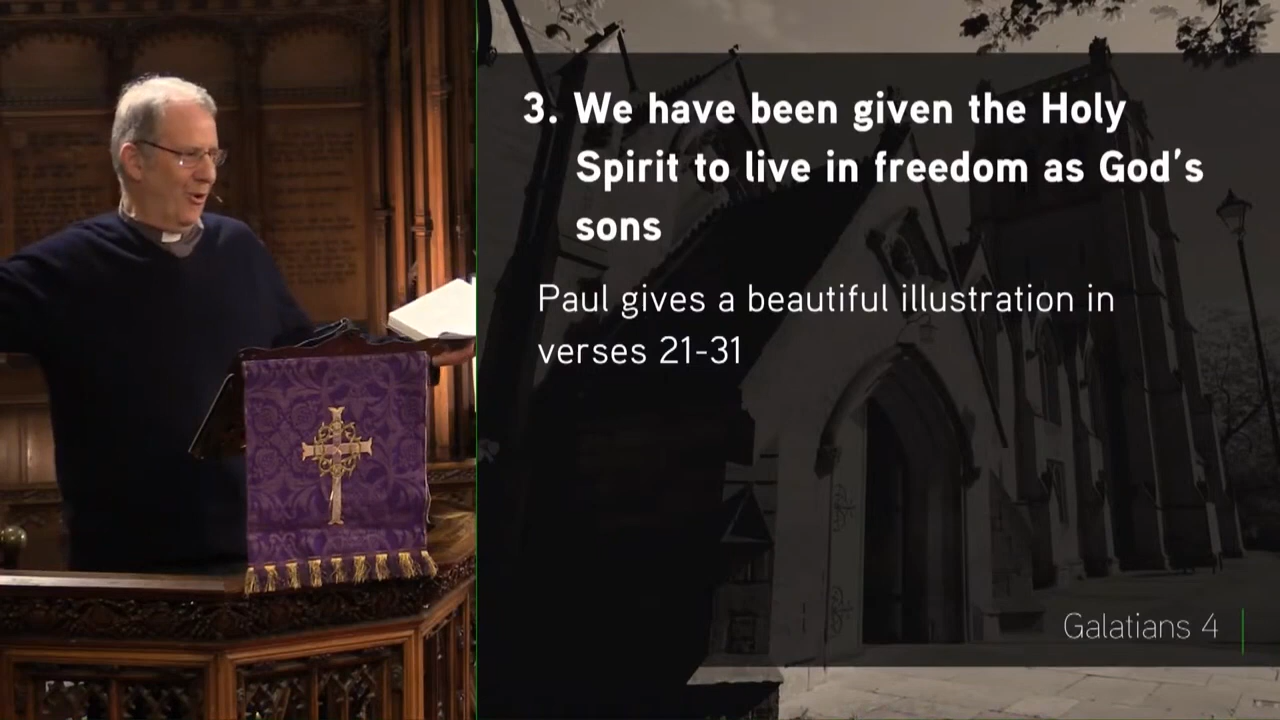 3. We have been given the Holy
Spirit to live in freedom as God's
sons
Paul gives a beautiful illustration in
verses 21-31
Galatians 4